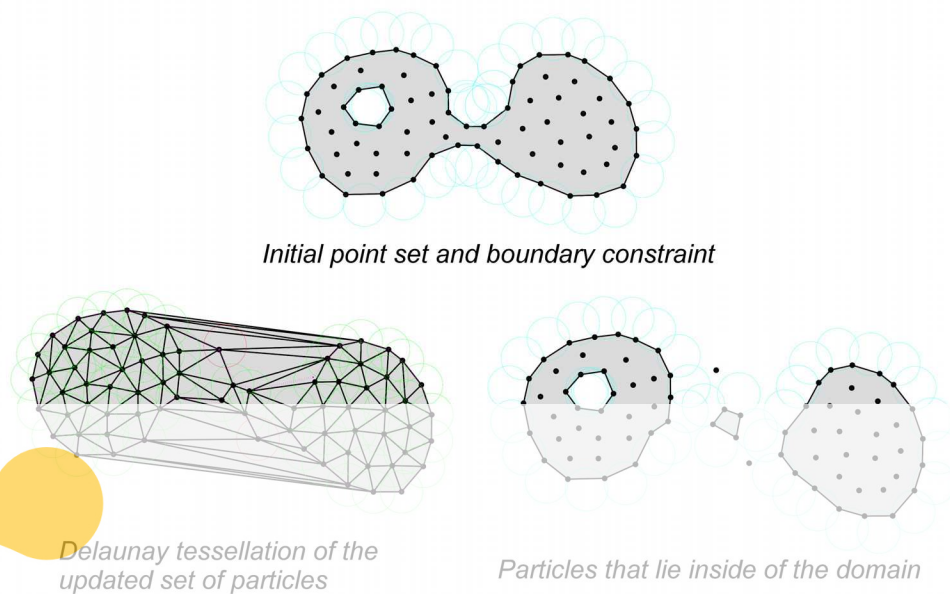 Initial point set and boundary constraint
Delaunay tessellation of the
updated set of particles
Particles that lie inside of the domain